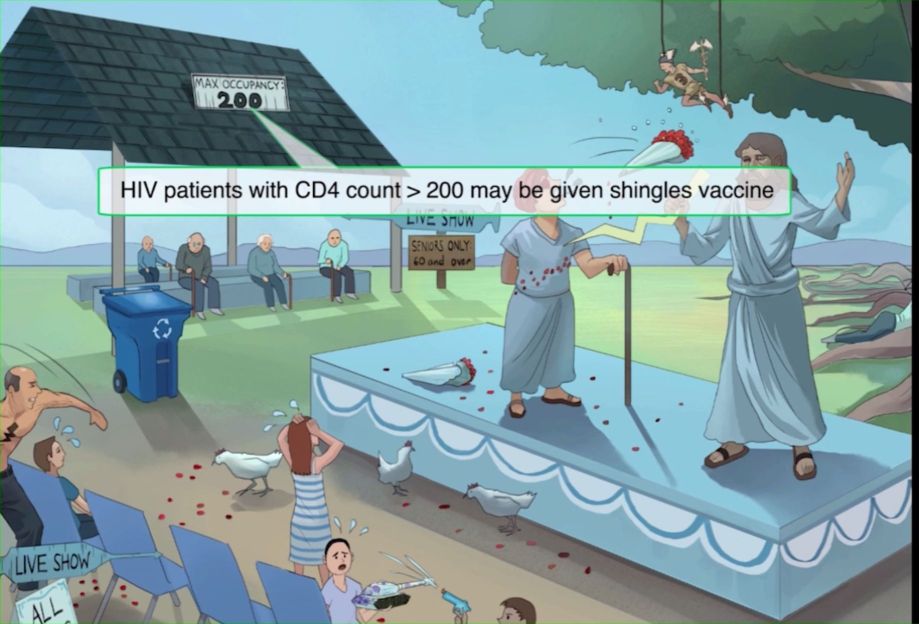 MAX OCCUPANCY:
200
HIV patients with CD4 count > 200 may be given shingles vaccine
LIVE SHOW
SENIORS ONLY:
60 and over
LIVE SHOW
ALL